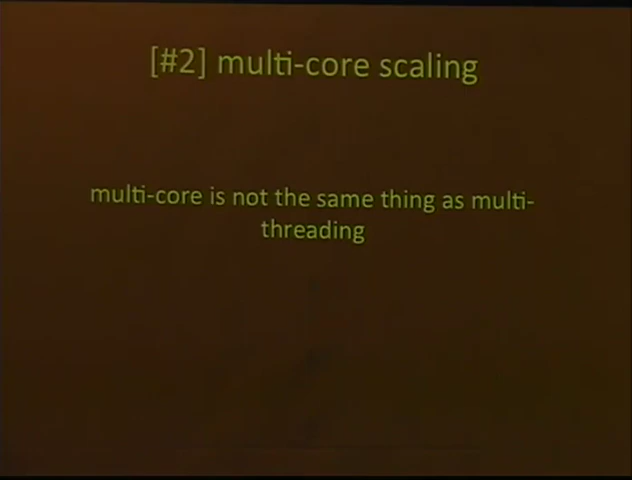 [#2] multi-core scaling
multi-core is not the same thing as multi-
threading